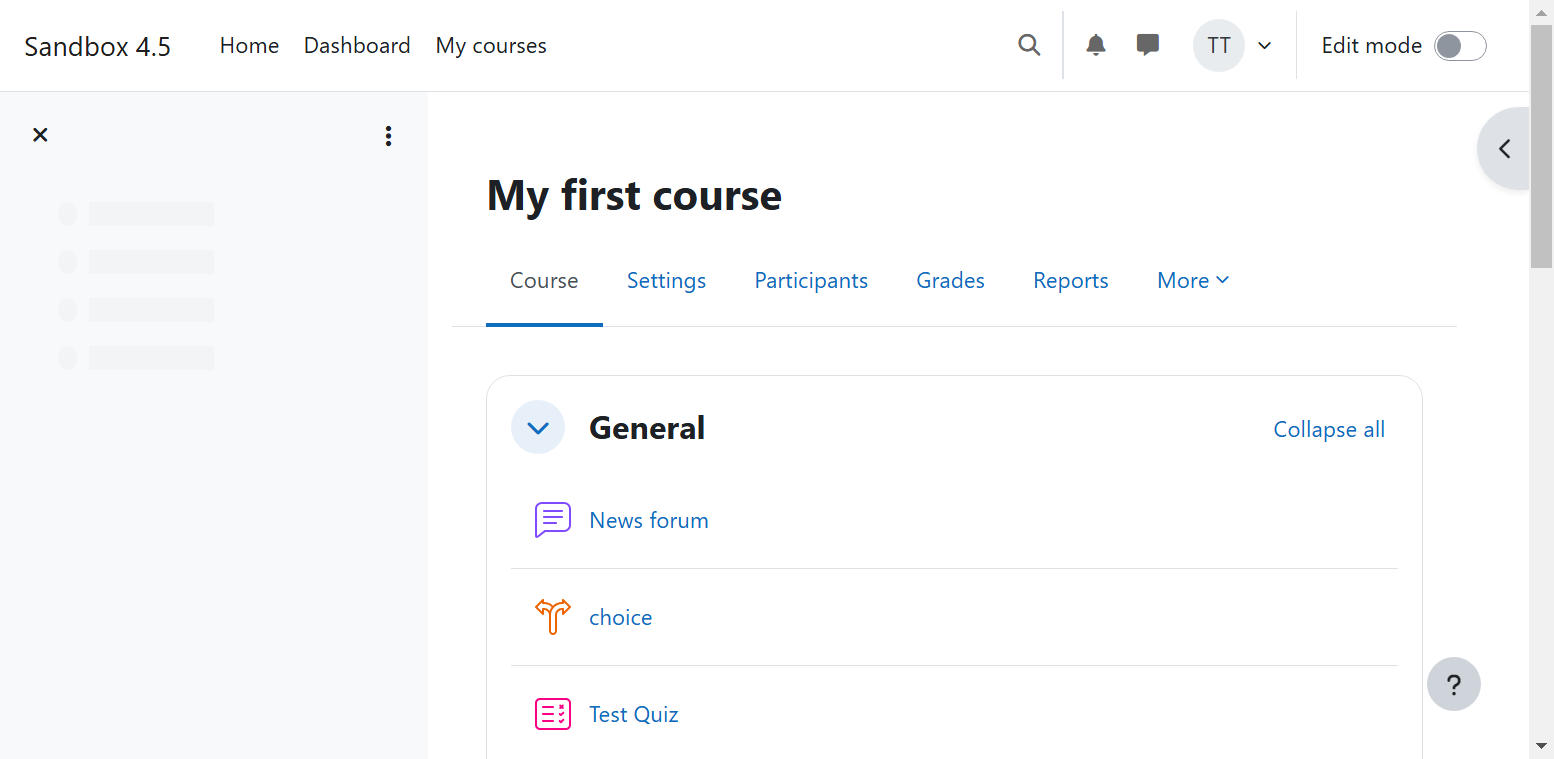 Sandbox 4.5 Home Dashboard My courses TT Edit mode
My first course
Course Settings Participants Grades Reports More
General Collapse all
News forum
choice
Test Quiz
?